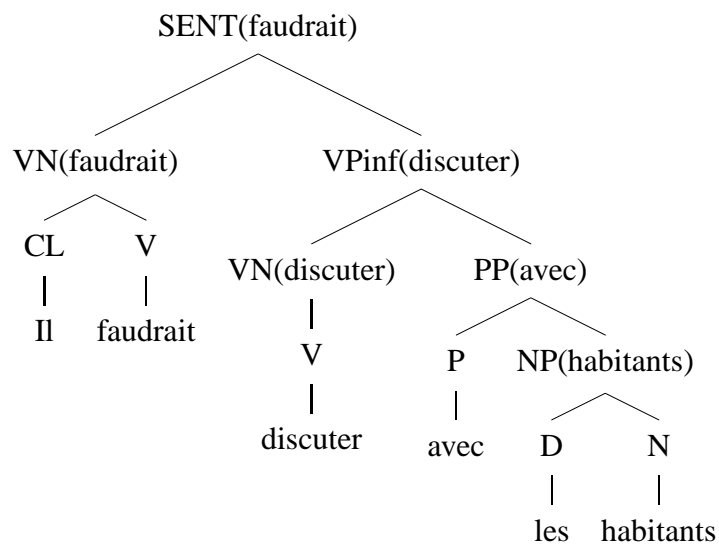 SENT(faudrait)
VN(faudrait) VPinf(discuter)
CL V VN(discuter) PP(avec)
Il faudrait V P NP(habitants)
discuter avec D N
les habitants